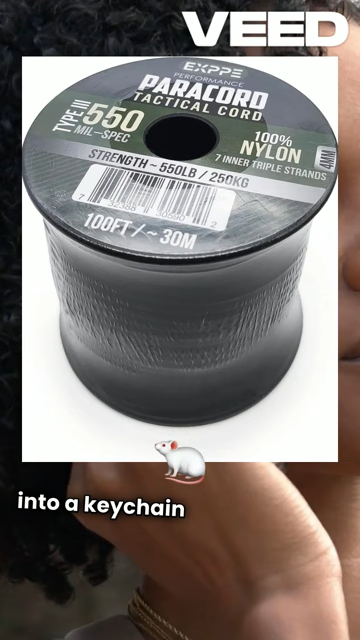 VEED
EXPPE
PERFORMANCE
PARACORD
TACTICAL CORD
TYPE III
550
MIL-SPEC
100%
NYLON
4MM
7 INNER TRIPLE STRANDS
STRENGTH ~ 550LB / 250KG
100FT / ~ 30M
into a keychain